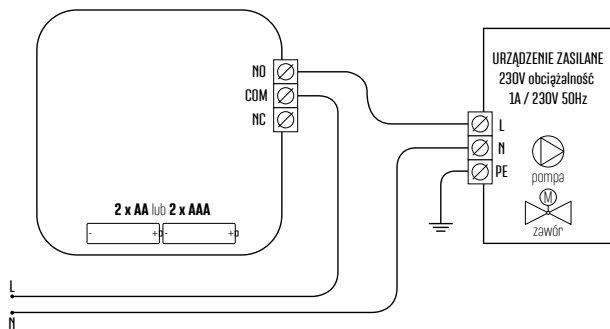 NO
COM
NC
2 x AA lub 2 x AAA
- + - +
L
N
URZĄDZENIE ZASILANE
230V obciążalność
1A / 230V 50Hz
L
N
PE
pompa
M
zawór